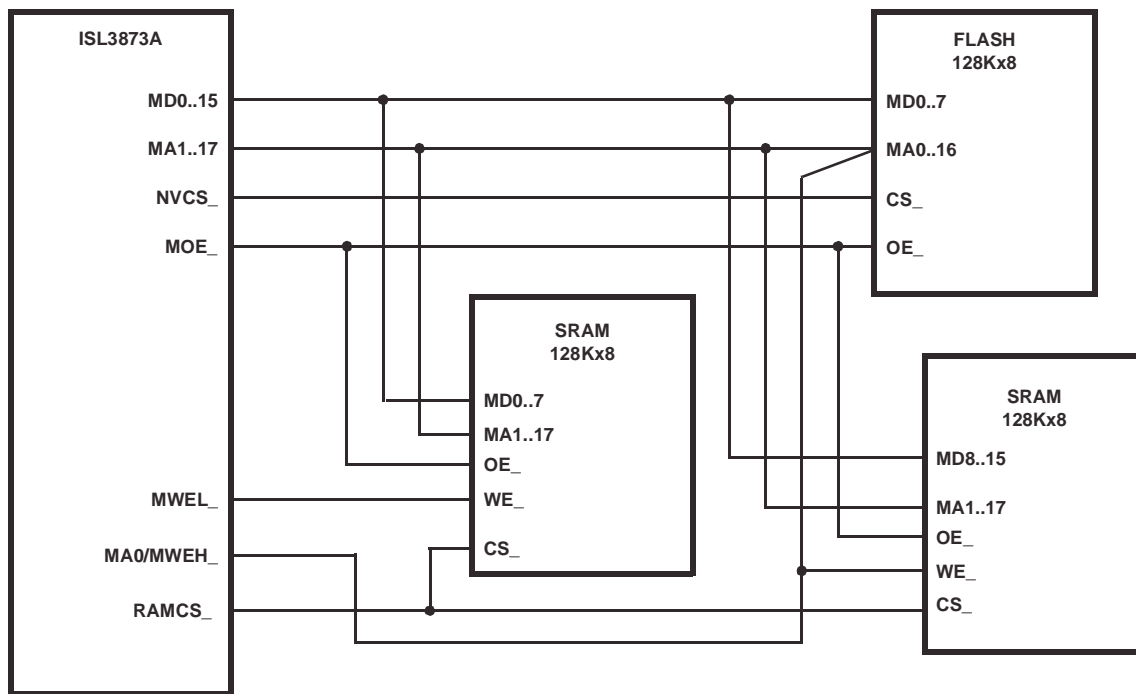 ISL3873A
MD0..15
MA1..17
NVCS_
MOE_
MWEL_
MA0/MWEH_
RAMCS_
FLASH
128Kx8
MD0..7
MA0..16
CS_
OE_
SRAM
128Kx8
MD0..7
MA1..17
OE_
WE_
CS_
SRAM
128Kx8
MD8..15
MA1..17
OE_
WE_
CS_